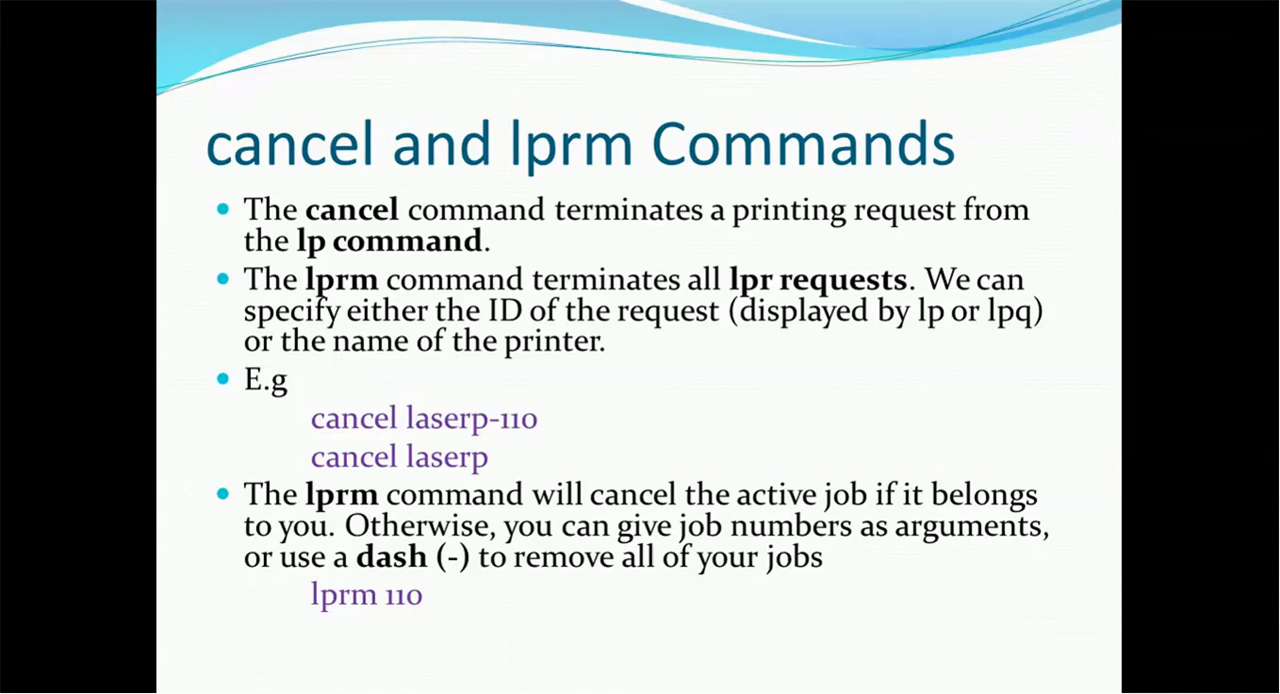 cancel and lprm Commands
• The cancel command terminates a printing request from
the lp command.
• The lprm command terminates all lpr requests. We can
specify either the ID of the request (displayed by lp or lpq)
or the name of the printer.
• E.g
cancel laserp-110
cancel laserp
• The lprm command will cancel the active job if it belongs
to you. Otherwise, you can give job numbers as arguments,
or use a dash (-) to remove all of your jobs
lprm 110